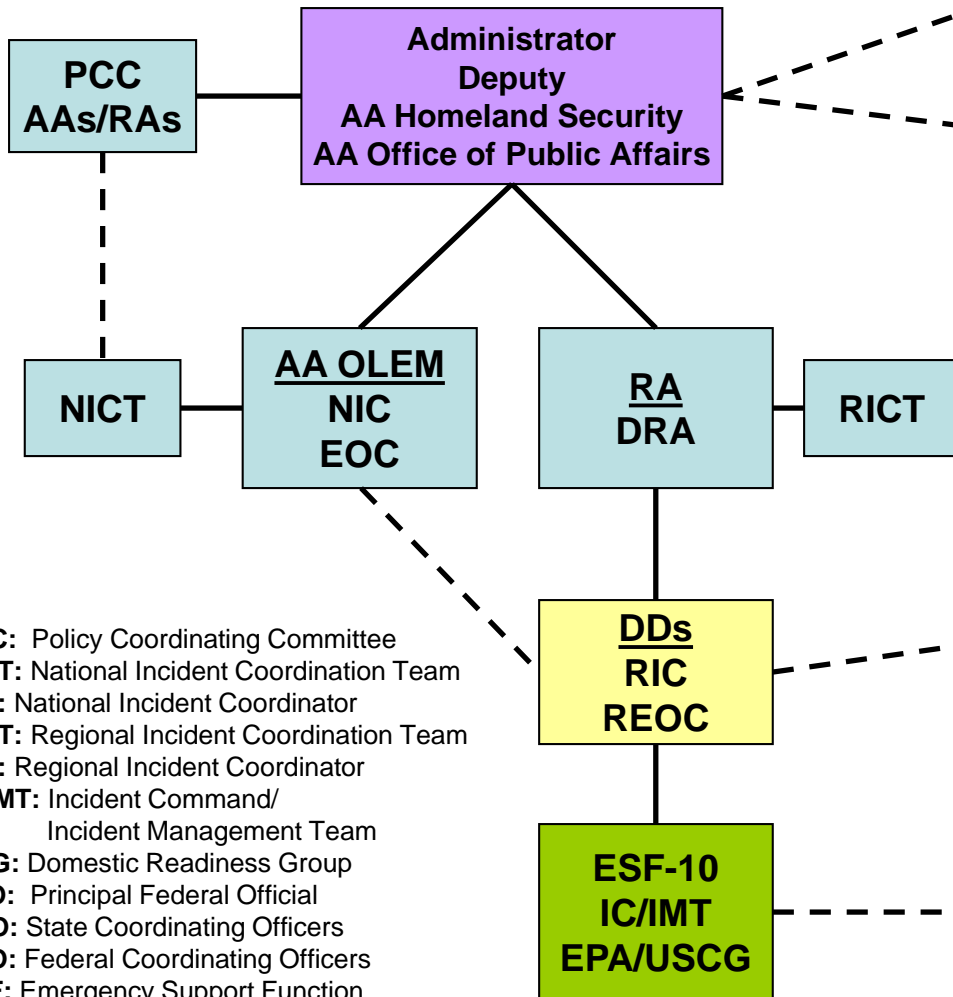 PCC
AAs/RAs
Administrator
Deputy
AA Homeland Security
AA Office of Public Affairs
NICT
AA OLEM
NIC
EOC
RA
DRA
RICT
DDs
RIC
REOC
ESF-10
IC/IMT
EPA/USCG
C: Policy Coordinating Committee
T: National Incident Coordination Team
: National Incident Coordinator
T: Regional Incident Coordination Team
: Regional Incident Coordinator
MT: Incident Command/
Incident Management Team
G: Domestic Readiness Group
: Principal Federal Official
: State Coordinating Officers
: Federal Coordinating Officers
: Emergency Support Function